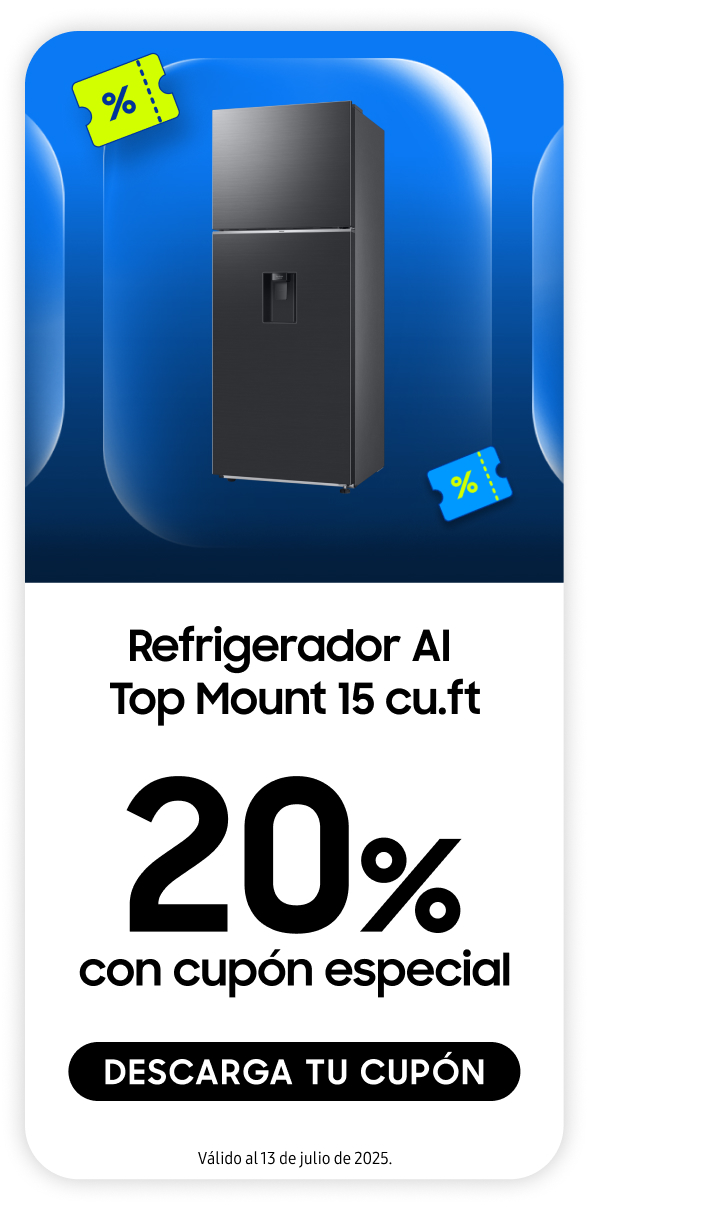 %
%
Refrigerador AI
Top Mount 15 cu.ft
20%
con cupón especial
DESCARGA TU CUPÓN
Válido al 13 de julio de 2025.